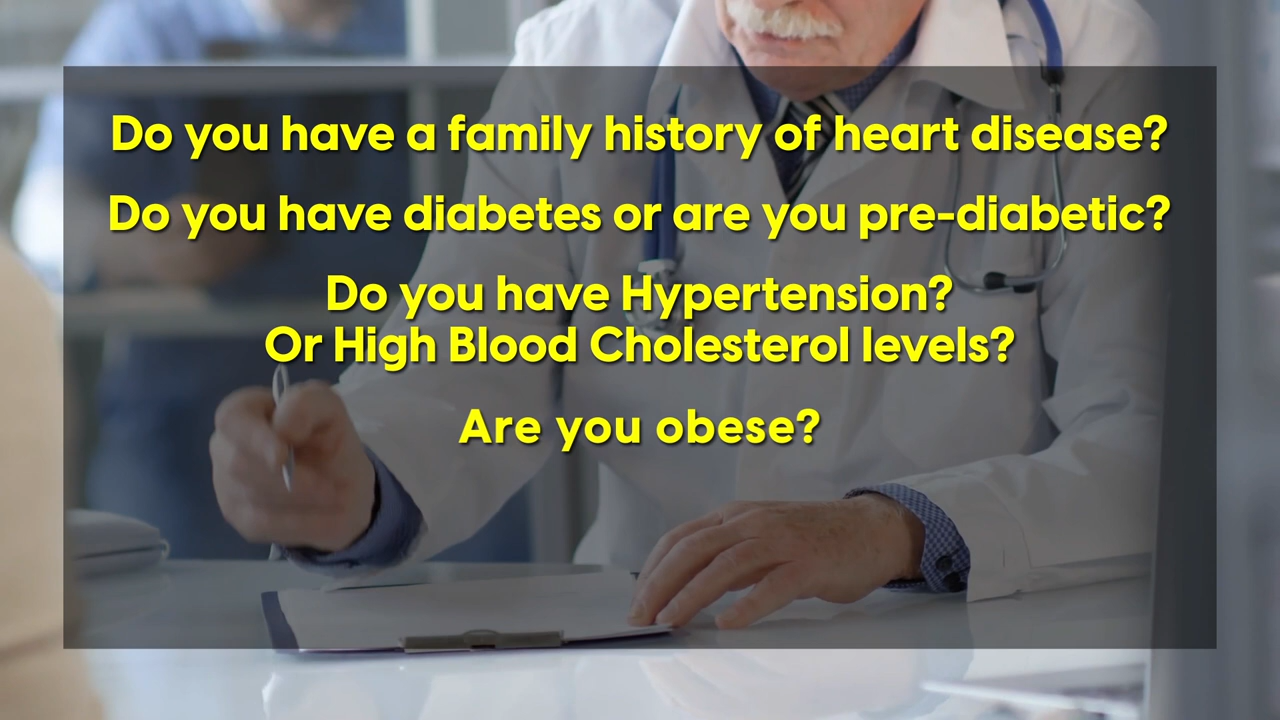 Do you have a family history of heart disease?
Do you have diabetes or are you pre-diabetic?
Do you have Hypertension?
Or High Blood Cholesterol levels?
Are you obese?